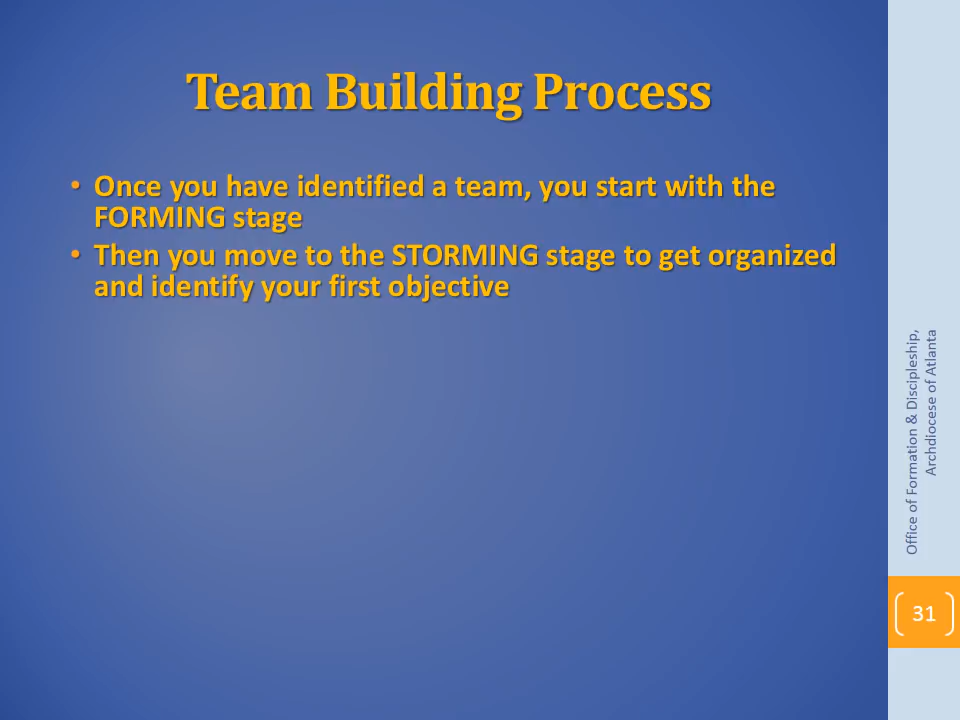 Team Building Process
• Once you have identified a team, you start with the
FORMING stage
• Then you move to the STORMING stage to get organized
and identify your first objective
Office of Formation & Discipleship,
Archdiocese of Atlanta
31